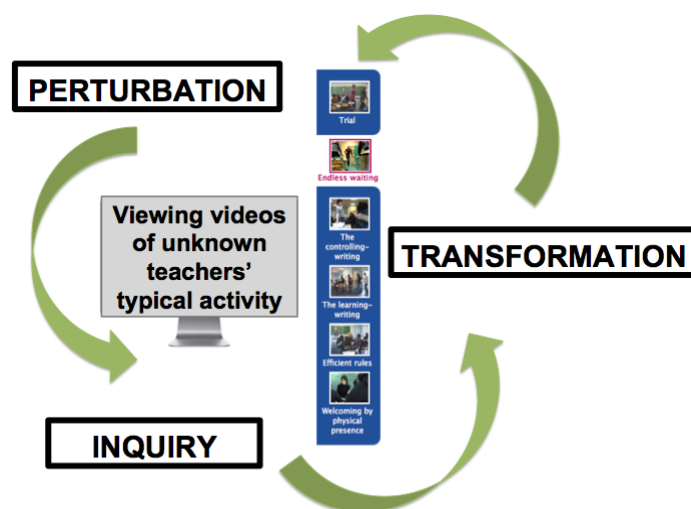 PERTURBATION
Trial
Endless waiting
Viewing videos
of unknown
teachers'
typical activity
The
controlling-
writing
TRANSFORMATION
The learning-
writing
Efficient rules
Welcoming by
physical
presence
INQUIRY